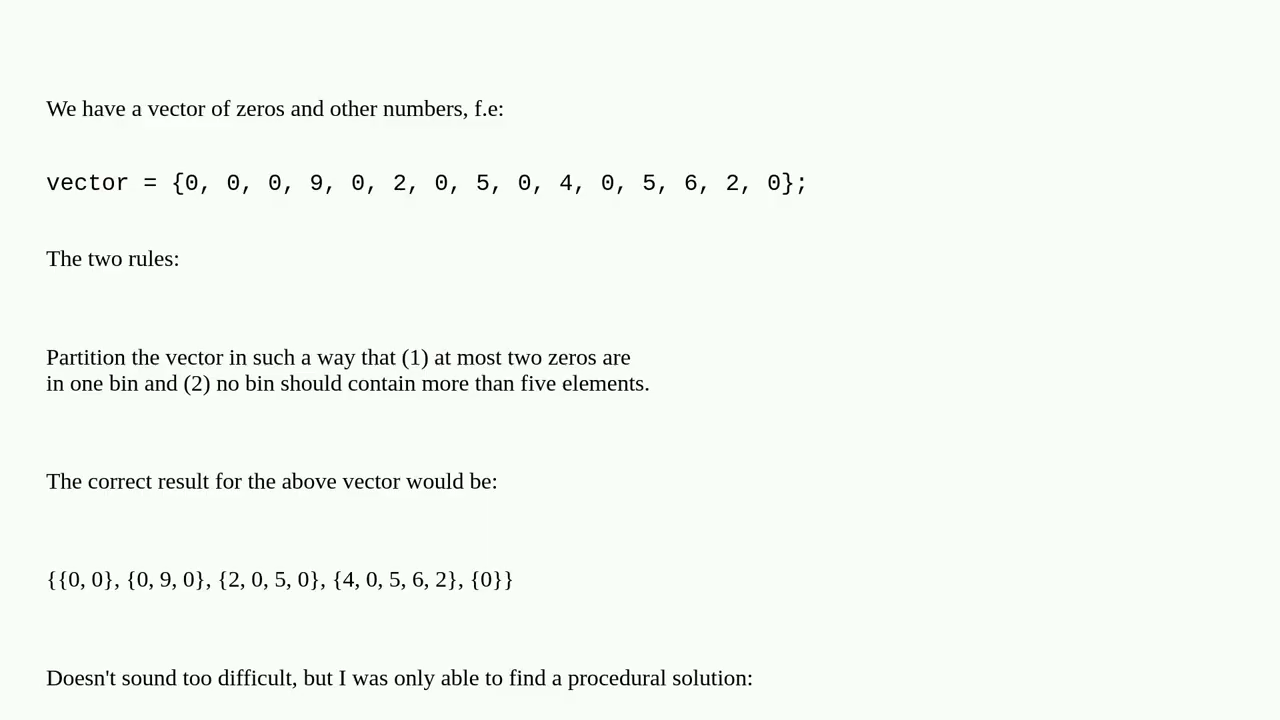 We have a vector of zeros and other numbers, f.e:
vector = {0, 0, 0, 9, 0, 2, 0, 5, 0, 4, 0, 5, 6, 2, 0};
The two rules:
Partition the vector in such a way that (1) at most two zeros are
in one bin and (2) no bin should contain more than five elements.
The correct result for the above vector would be:
{{0, 0}, {0, 9, 0}, {2, 0, 5, 0}, {4, 0, 5, 6, 2}, {0}}
Doesn't sound too difficult, but I was only able to find a procedural solution: